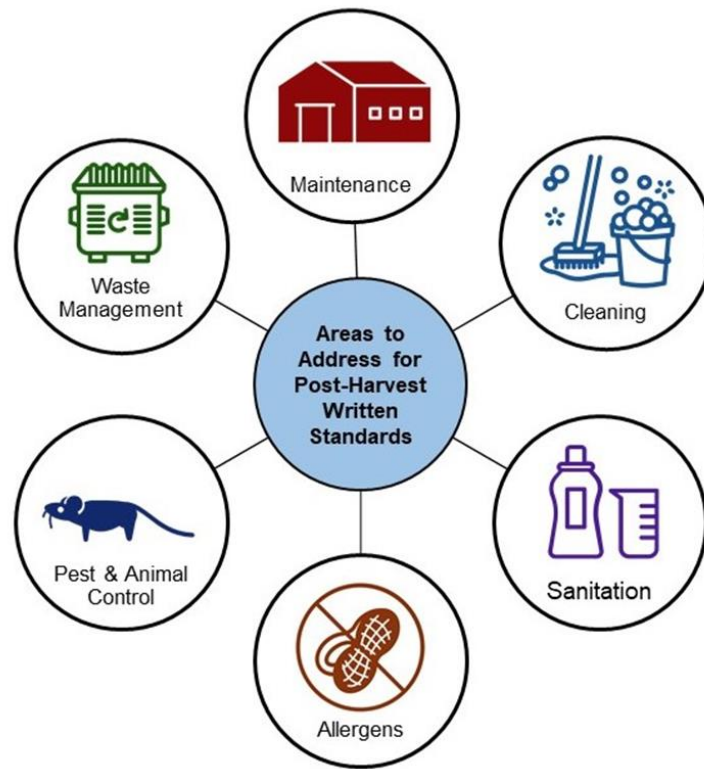 Maintenance
Cleaning
Sanitation
Allergens
Pest & Animal
Control
Waste
Management
Areas to
Address for
Post-Harvest
Written
Standards